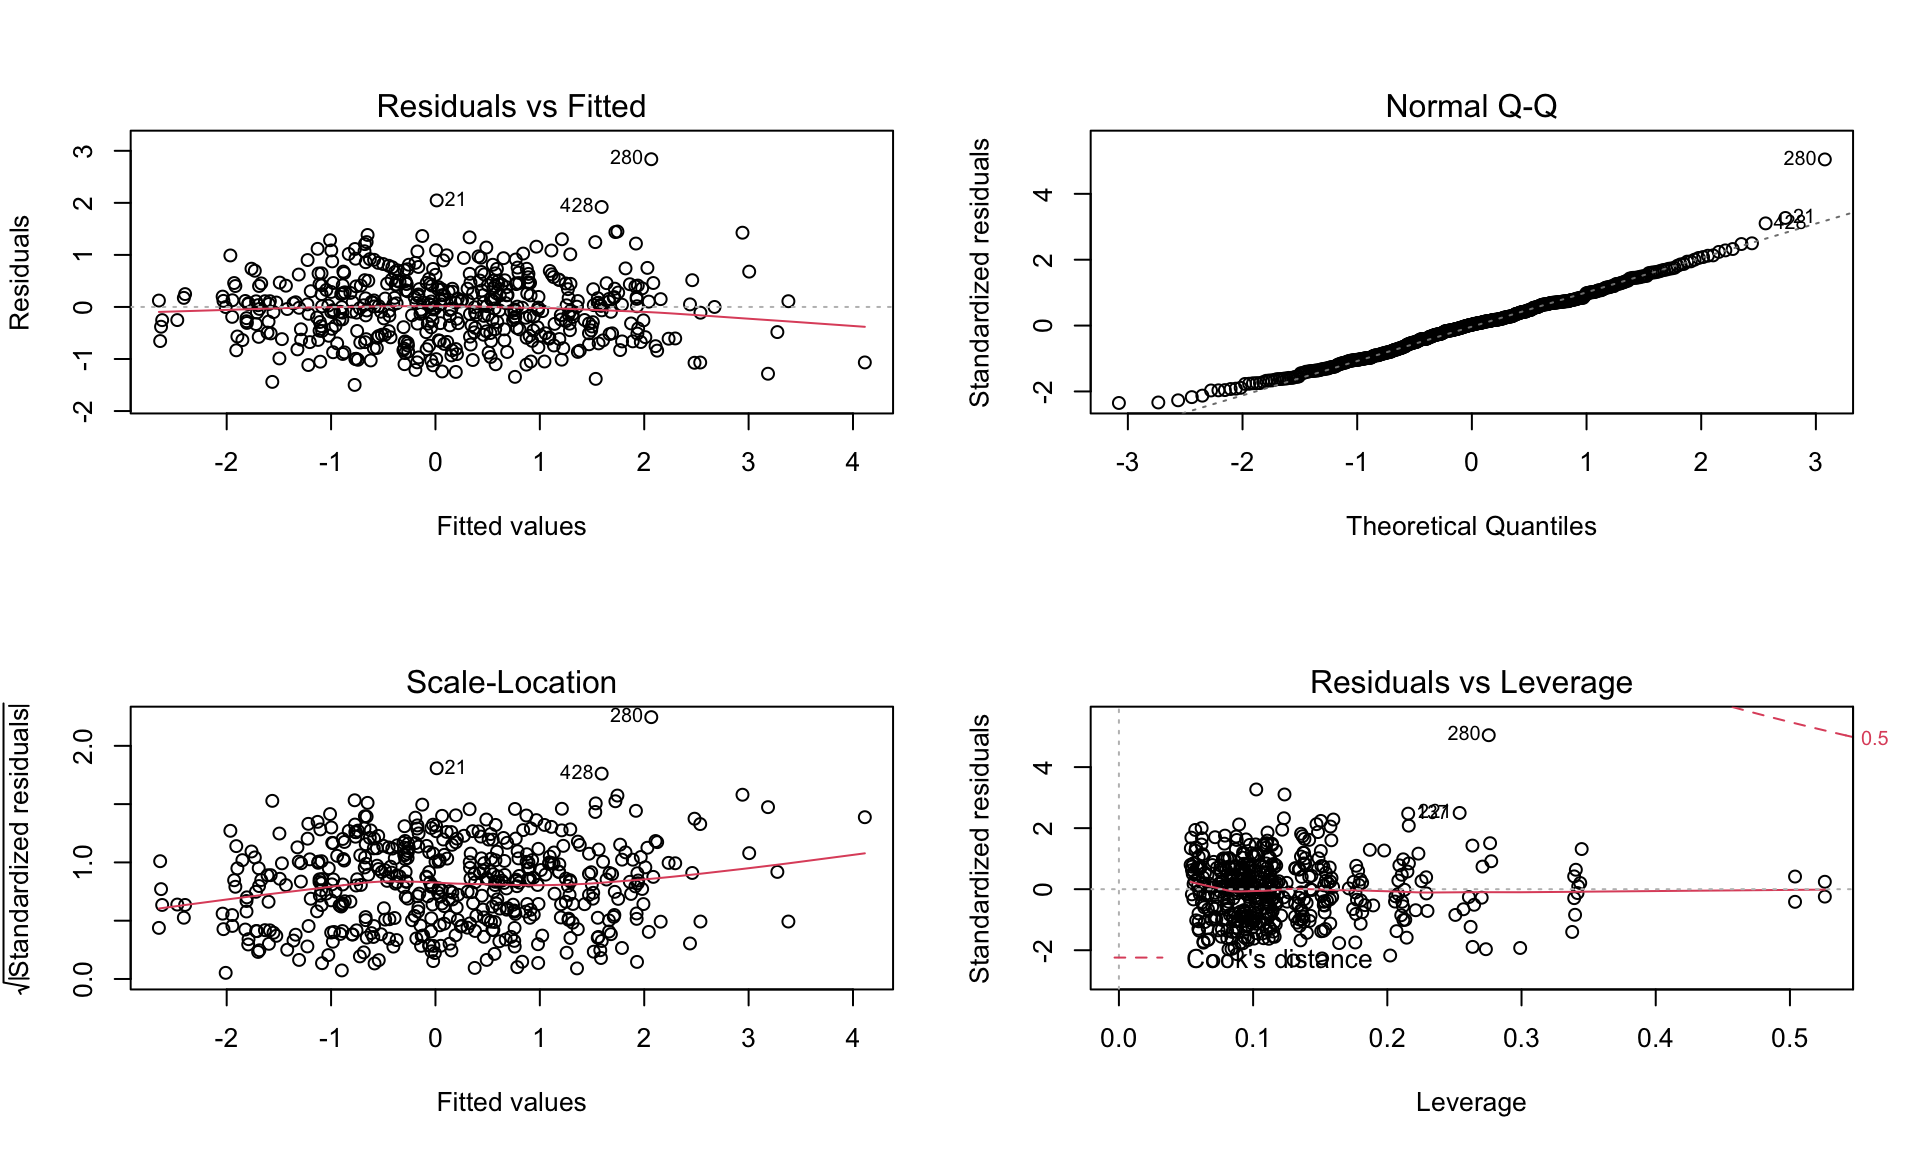 Residuals vs Fitted
Residuals
3
2
1
0
-1
-2
280
21
428
-2 -1 0 1 2 3 4
Fitted values
Normal Q-Q
Standardized residuals
4
2
0
-2
280
21
428
-3 -2 -1 0 1 2 3
Theoretical Quantiles
Scale-Location
√|Standardized residuals|
2.0
1.0
0.0
280
21
428
-2 -1 0 1 2 3 4
Fitted values
Residuals vs Leverage
Standardized residuals
4
2
0
-2
280
221
0.5
Cook's distance
0.0 0.1 0.2 0.3 0.4 0.5
Leverage